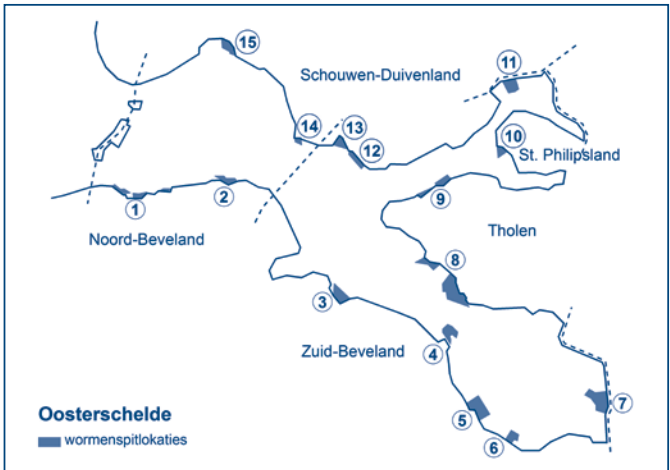 15
Schouwen-Duivenland
11
14
13
12
10
St. Philipsland
1
2
9
Noord-Beveland
Tholen
8
3
Zuid-Beveland
4
7
5
6
Oosterschelde
wormenspitlokaties